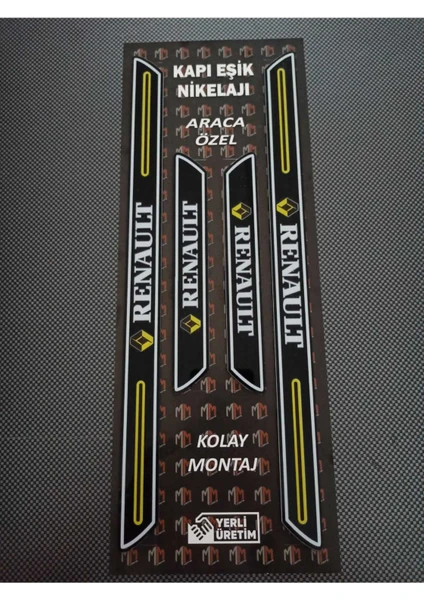 KAPI EŞİK
NİKELAJI
ARACA
ÖZEL
RENAULT
RENAULT
RENAULT
RENAULT
KOLAY
MONTAJ
YERLİ
ÜRETİM